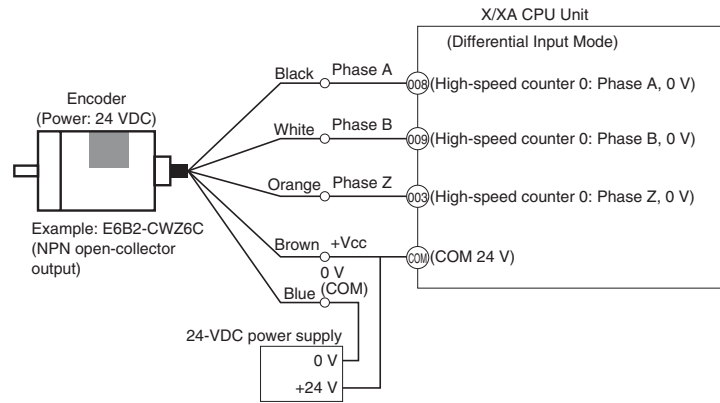 X/XA CPU Unit
(Differential Input Mode)
Encoder
(Power: 24 VDC)
Black Phase A 008 (High-speed counter 0: Phase A, 0 V)
White Phase B 009 (High-speed counter 0: Phase B, 0 V)
Orange Phase Z 003 (High-speed counter 0: Phase Z, 0 V)
Example: E6B2-CWZ6C
(NPN open-collector
output)
Brown +Vcc COM (COM 24 V)
0 V
Blue (COM)
24-VDC power supply
0 V
+24 V